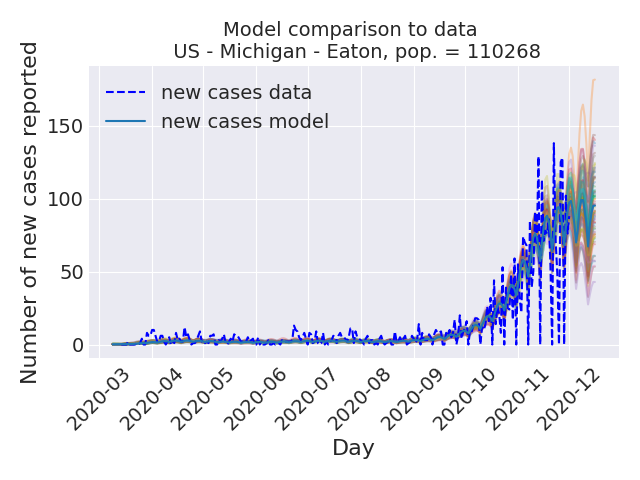 Model comparison to data
US - Michigan - Eaton, pop. = 110268
Number of new cases reported
150
100
50
0
new cases data
new cases model
2020-03
2020-04
2020-05
2020-06
2020-07
2020-08
2020-09
2020-10
2020-11
2020-12
Day